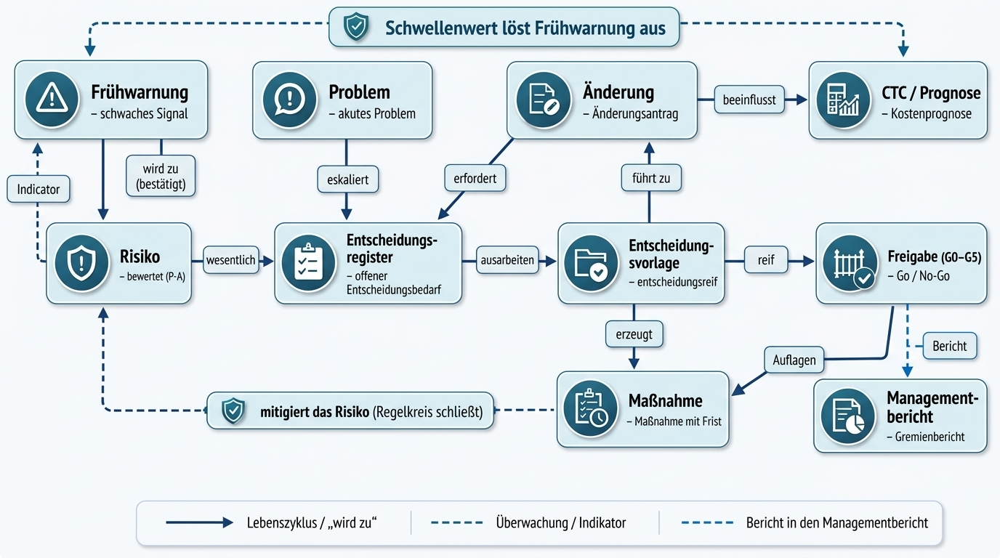 Schwellenwert löst Frühwarnung aus
Frühwarnung
– schwaches Signal
Problem
– akutes Problem
Änderung
– Änderungsantrag
beeinflusst
CTC / Prognose
– Kostenprognose
Indicator
wird zu
(bestätigt)
eskaliert
erfordert
führt zu
Risiko
– bewertet (P-A)
wesentlich
Entscheidungs-
register
– offener
Entscheidungsbedarf
ausarbeiten
Entscheidung-
svorlage
– entscheidungsreif
reif
Freigabe (G0–G5)
– Go / No-Go
erzeugt
Auflagen
Bericht
mitigiert das Risiko (Regelkreis schließt)
Maßnahme
– Maßnahme mit Frist
Management-
bericht
– Gremienbericht
Lebenszyklus / „wird zu“
Überwachung / Indikator
Bericht in den Managementbericht